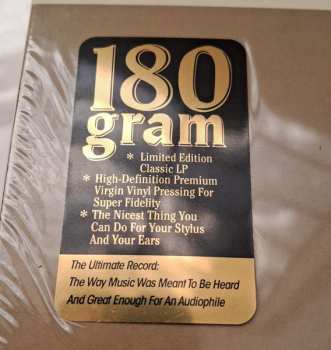 180
gram
* Limited Edition
Classic LP
* High-Definition Premium
Virgin Vinyl Pressing For
Super Fidelity
* The Nicest Thing You
Can Do For Your Stylus
And Your Ears
The Ultimate Record:
The Way Music Was Meant To Be Heard
And Great Enough For An Audiophile